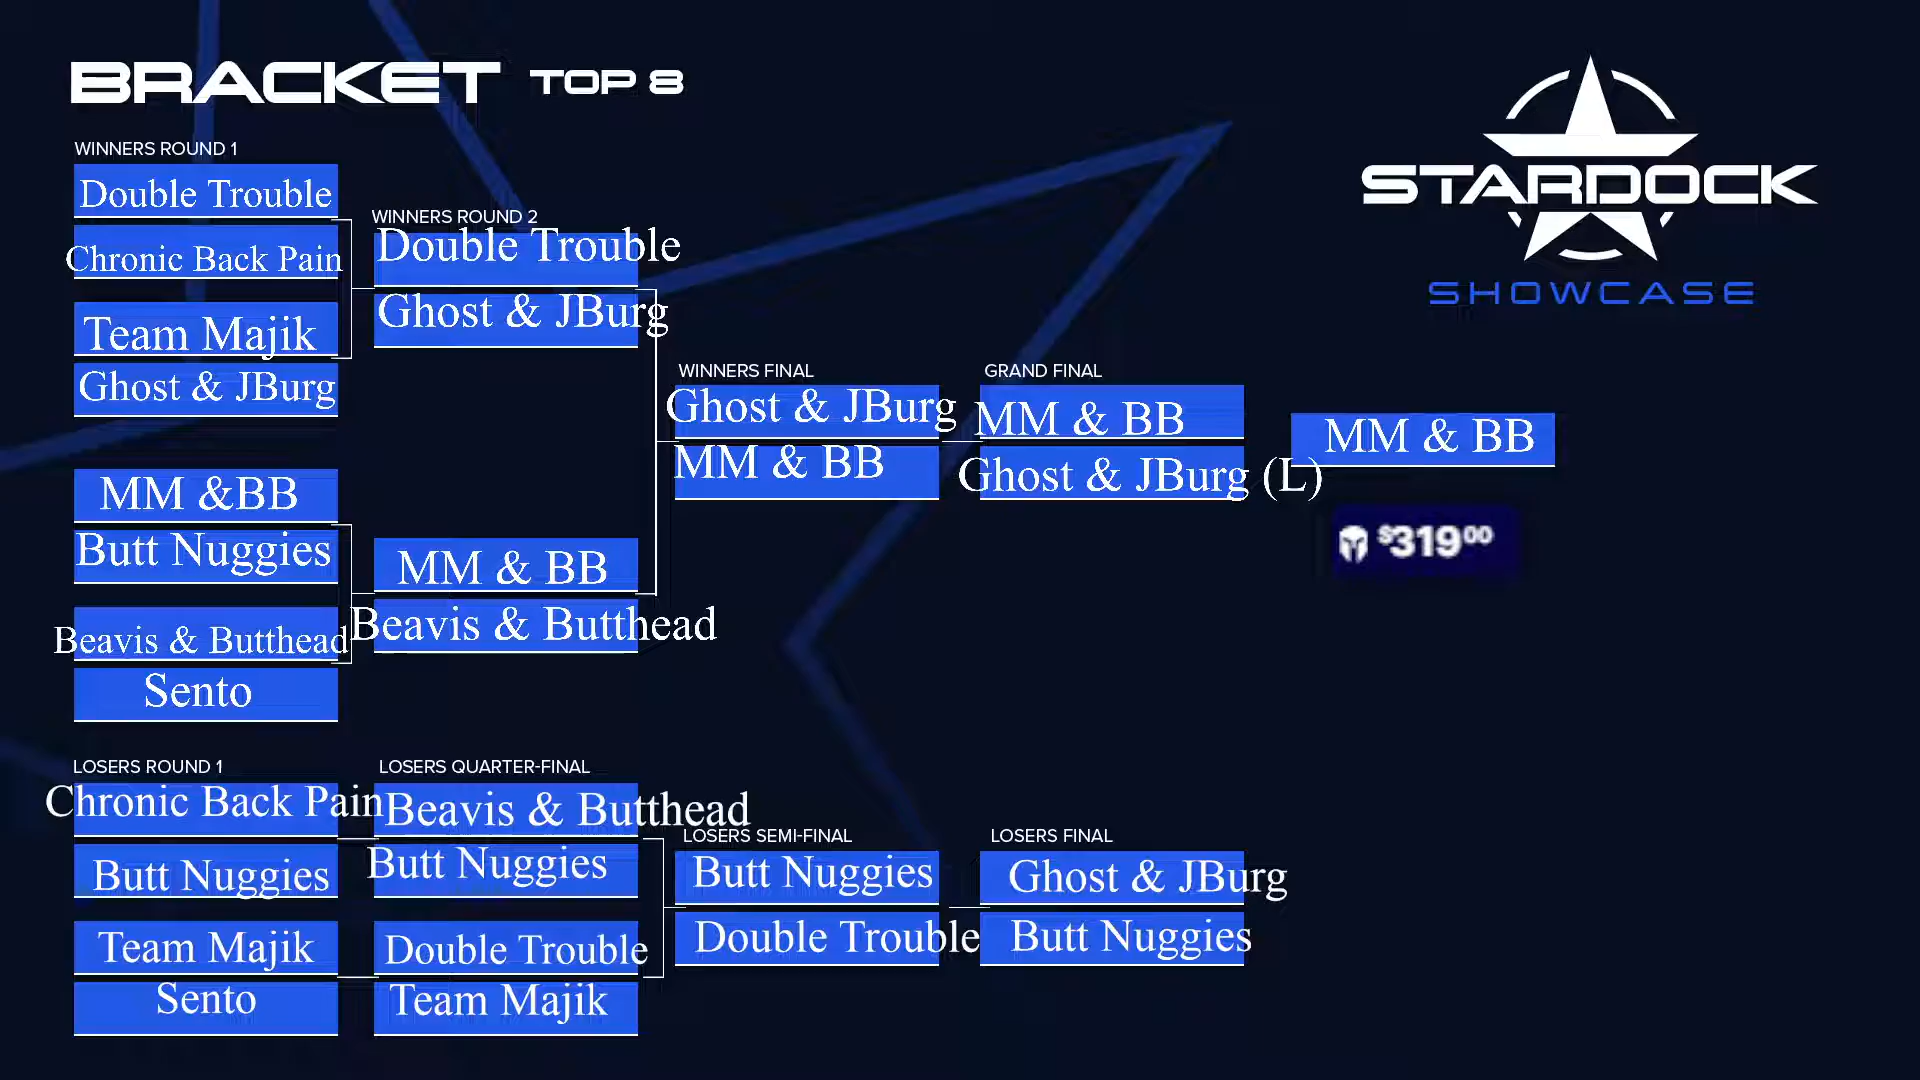 BRACKET TOP 8
WINNERS ROUND 1
Double Trouble
Chronic Back Pain
Team Majik
Ghost & JBurg
MM &BB
Butt Nuggies
Beavis & Butthead
Sento
WINNERS ROUND 2
Double Trouble
Ghost & JBurg
MM & BB
Beavis & Butthead
WINNERS FINAL
Ghost & JBurg
MM & BB
GRAND FINAL
MM & BB
Ghost & JBurg (L)
MM & BB
$31900
STARDOCK
SHOWCASE
LOSERS ROUND 1
Chronic Back Pain
Butt Nuggies
Team Majik
Sento
LOSERS QUARTER-FINAL
Beavis & Butthead
Butt Nuggies
Double Trouble
Team Majik
LOSERS SEMI-FINAL
Butt Nuggies
Double Trouble
LOSERS FINAL
Ghost & JBurg
Butt Nuggies